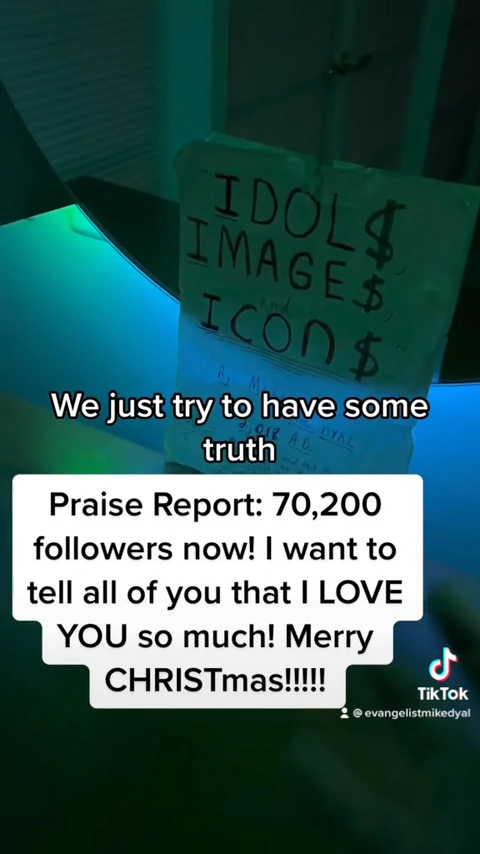 IDOL$,
IMAGE$,
and
ICON$
We just try to have some
truth
Praise Report: 70,200
followers now! I want to
tell all of you that I LOVE
YOU so much! Merry
CHRISTmas!!!!!
TikTok
@evangelistmikedyal